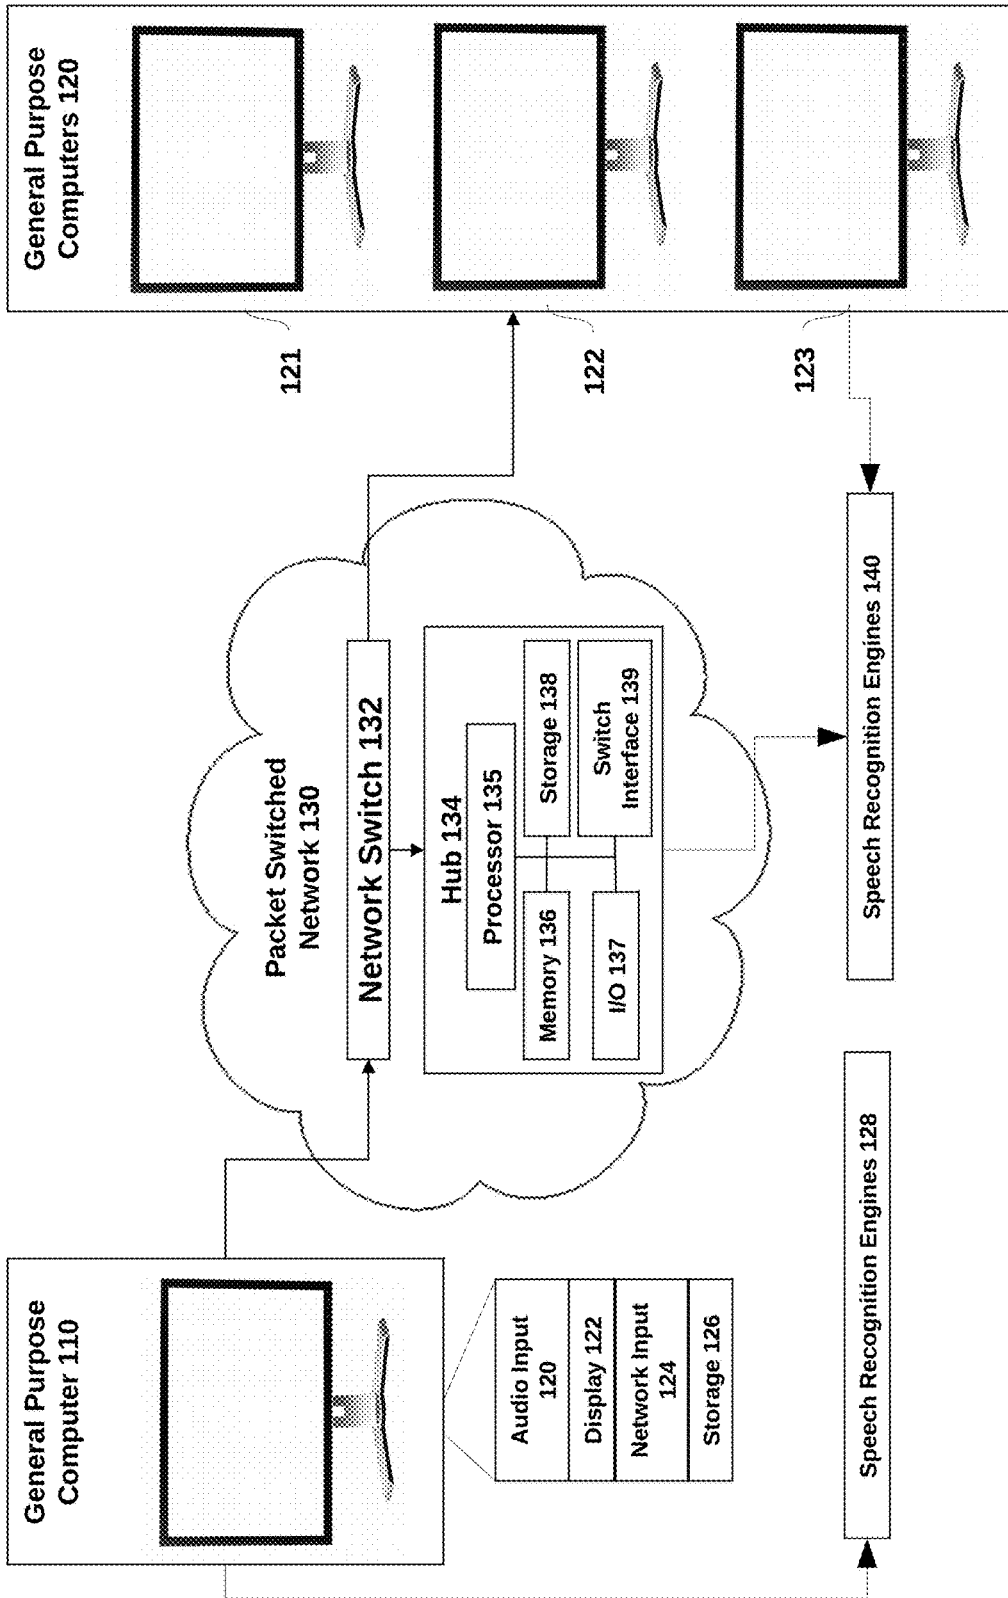 General Purpose
Computer 110
Audio Input
120
Display 122
Network Input
124
Storage 126
Speech Recognition Engines 128
Packet Switched
Network 130
Network Switch 132
Hub 134
Processor 135
Memory 136
Storage 138
I/O 137
Switch
Interface 139
Speech Recognition Engines 140
General Purpose
Computers 120
121
122
123